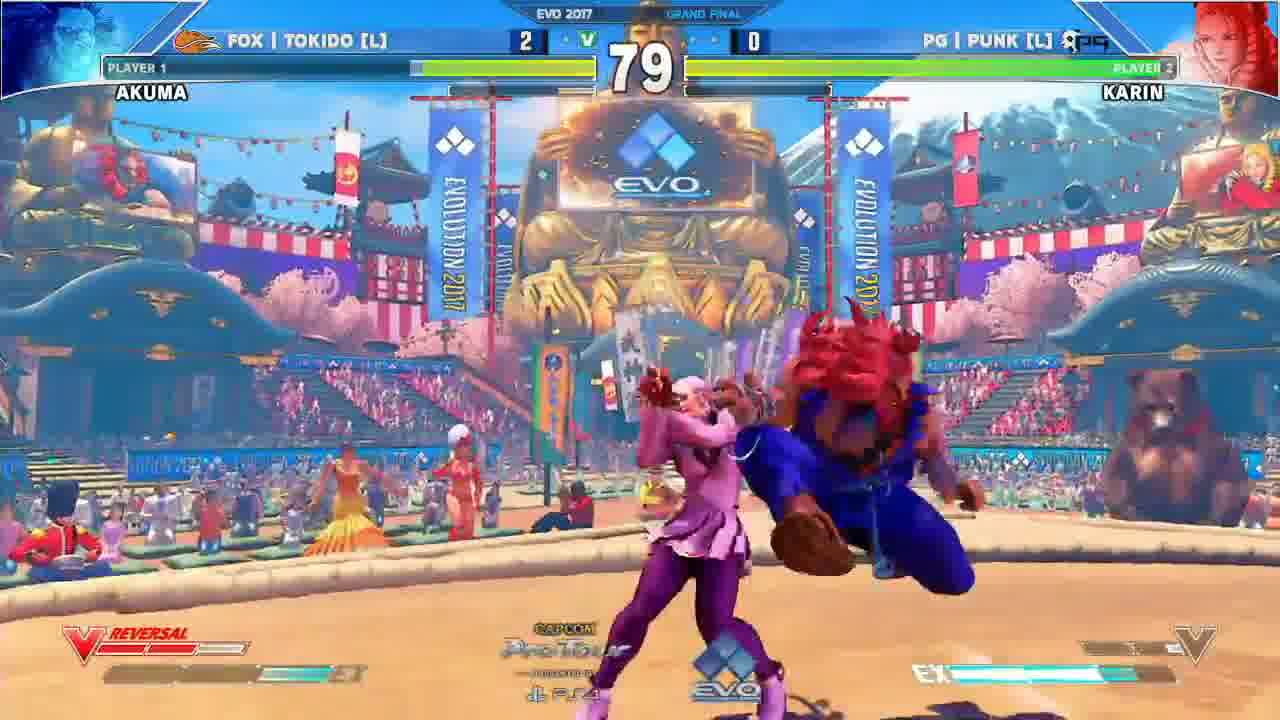 EVO 2017 GRAND FINAL
FOX | TOKIDO [L] 2 V 79 0 PG | PUNK [L]
PLAYER 1 PLAYER 2
AKUMA KARIN
EVO
EVOLUTION 2017
EVOLUTION 201
REVERSAL
EX
CAPCOM
PRO TOUR
PS4
EVO